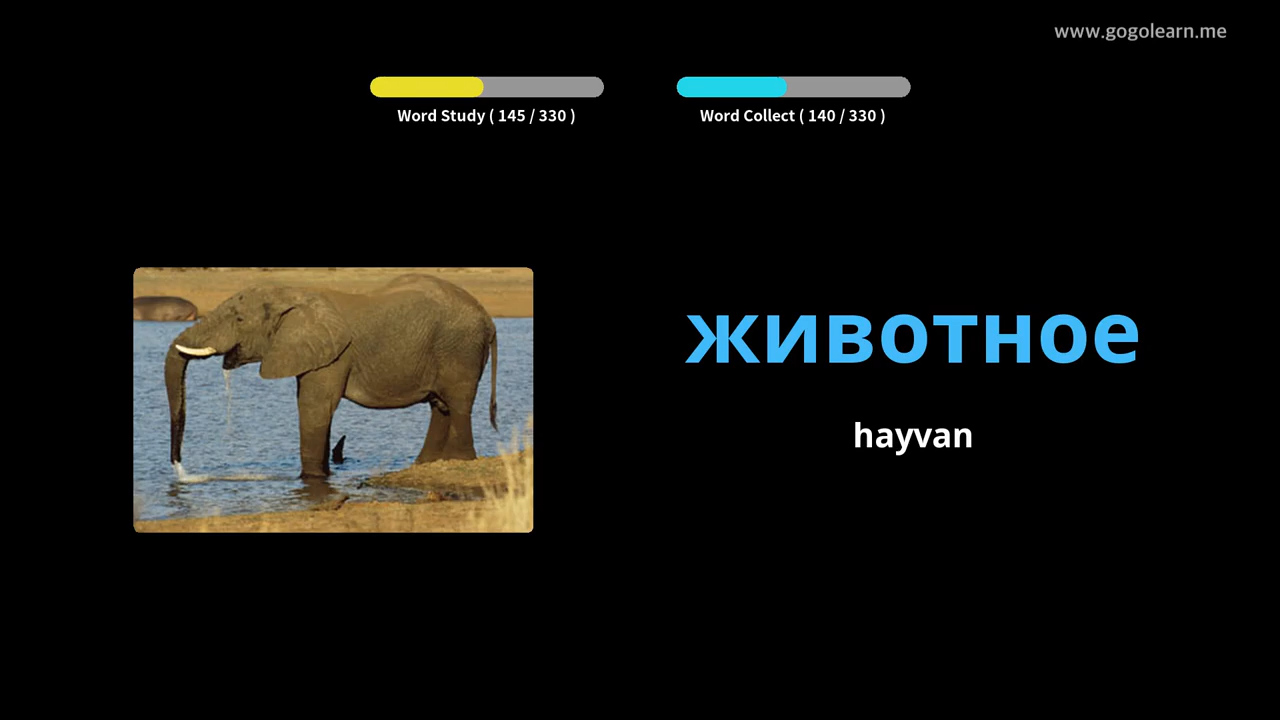 www.gogolearn.me
Word Study ( 145 / 330 )
Word Collect ( 140 / 330 )
животное
hayvan